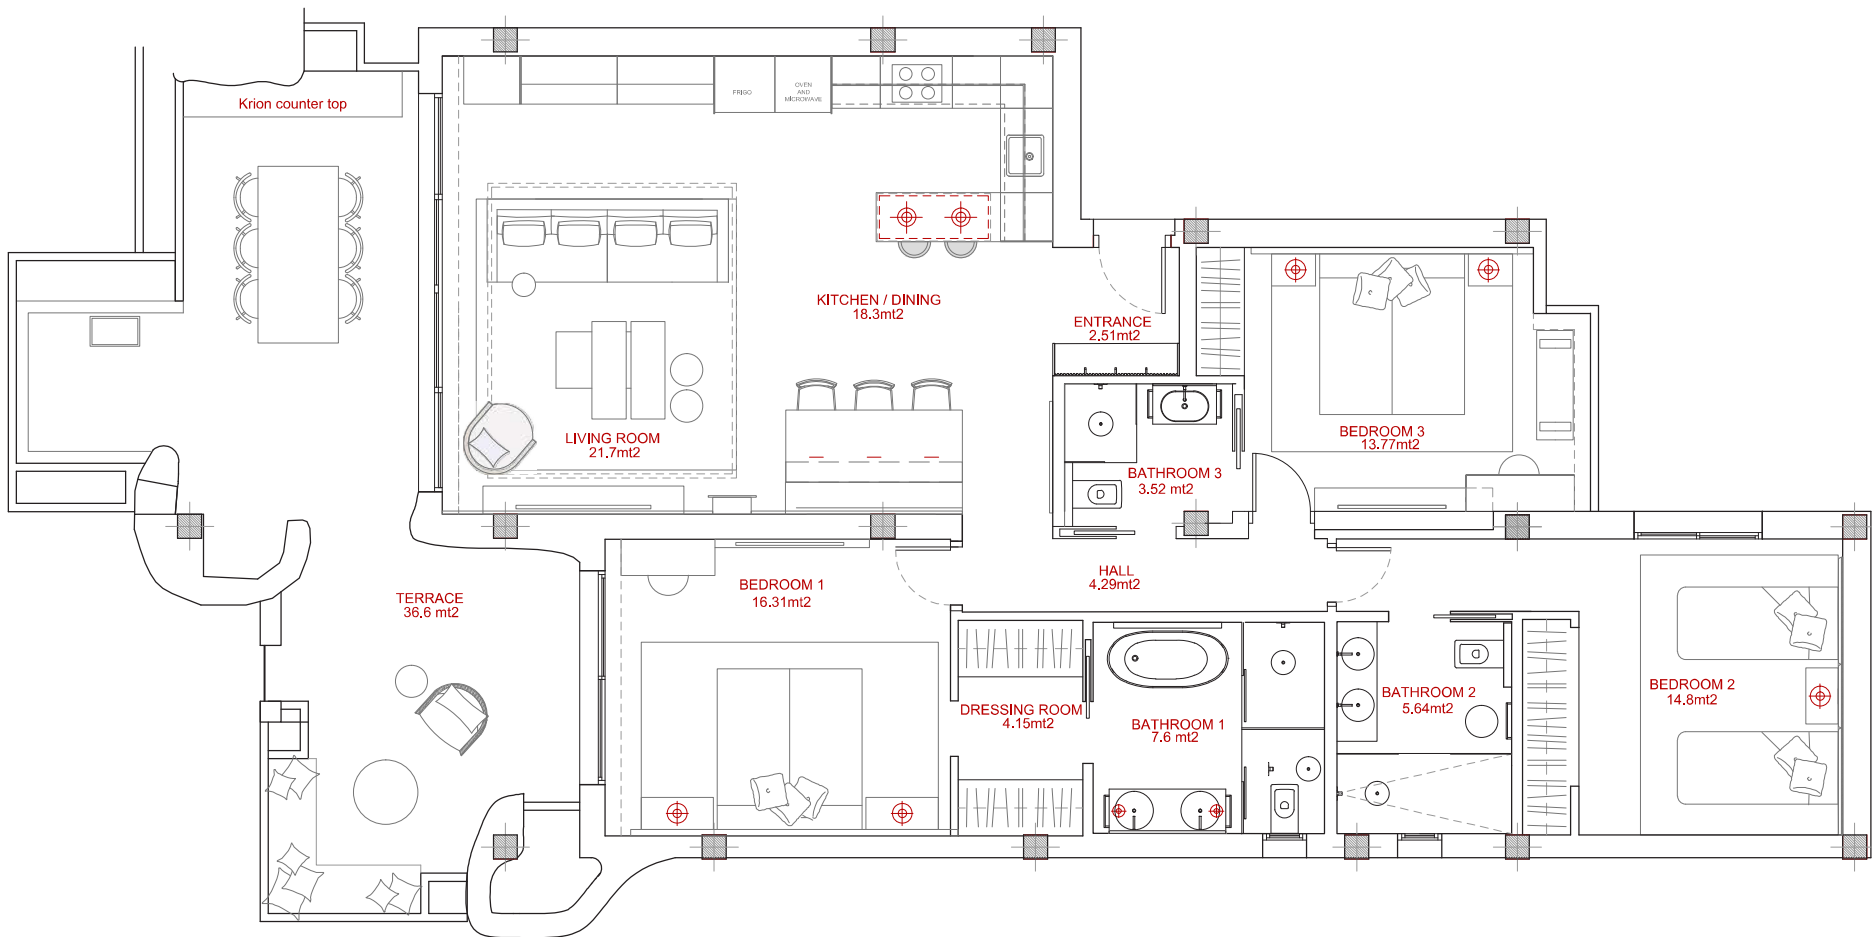 Krion counter top
FRIGO
OVEN
AND
MICROWAVE
KITCHEN / DINING
18.3mt2
ENTRANCE
2.51mt2
LIVING ROOM
21.7mt2
BEDROOM 3
13.77mt2
BATHROOM 3
3.52 mt2
HALL
4.29mt2
BEDROOM 1
16.31mt2
TERRACE
36.6 mt2
DRESSING ROOM
4.15mt2
BATHROOM 1
7.6 mt2
BATHROOM 2
5.64mt2
BEDROOM 2
14.8mt2